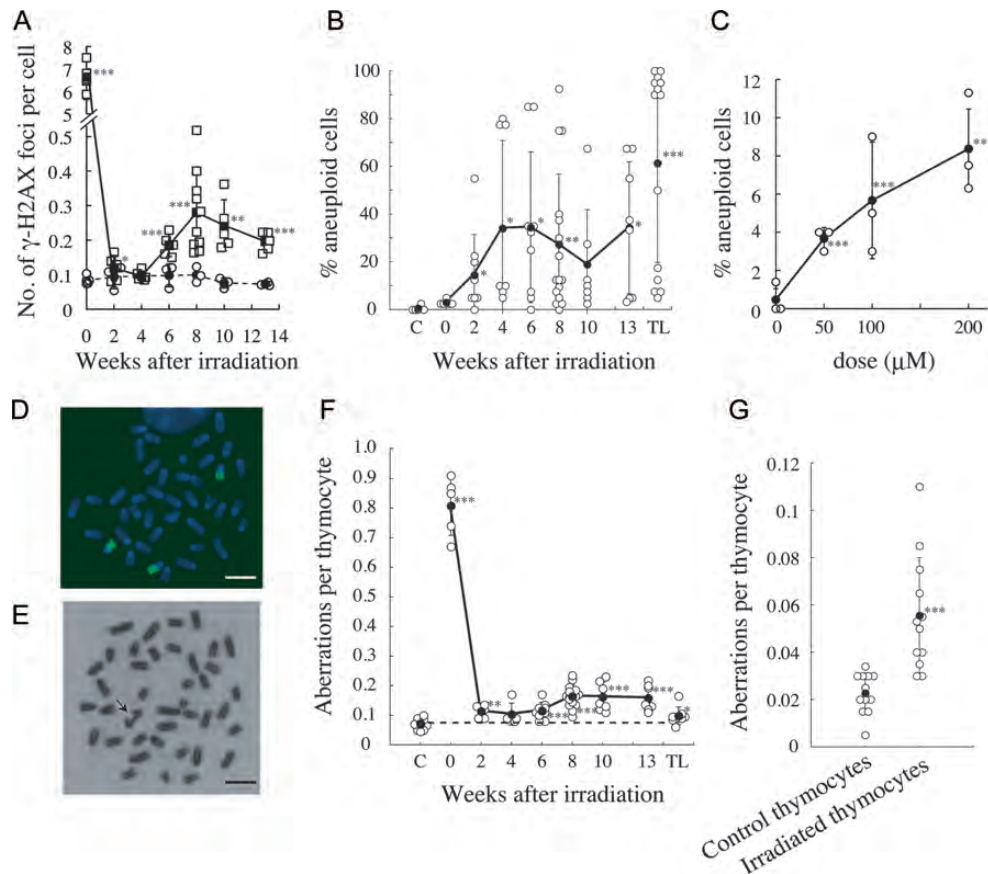 A
No. of γ-H2AX foci per cell
8
7
6
5
0.5
0.4
0.3
0.2
0.1
0
***
*
***
***
**
***
0 2 4 6 8 10 12 14
Weeks after irradiation
B
% aneuploid cells
100
80
60
40
20
0
*
*
*
**
*
***
C 0 2 4 6 8 10 13 TL
Weeks after irradiation
C
% aneuploid cells
12
10
8
6
4
2
0
***
***
**
0 50 100 200
dose (μM)
D
E
F
Aberrations per thymocyte
1.0
0.9
0.8
0.7
0.6
0.5
0.4
0.3
0.2
0.1
0
***
**
***
***
***
***
*
C 0 2 4 6 8 10 13 TL
Weeks after irradiation
G
Aberrations per thymocyte
0.12
0.10
0.08
0.06
0.04
0.02
0
***
Control thymocytes
Irradiated thymocytes